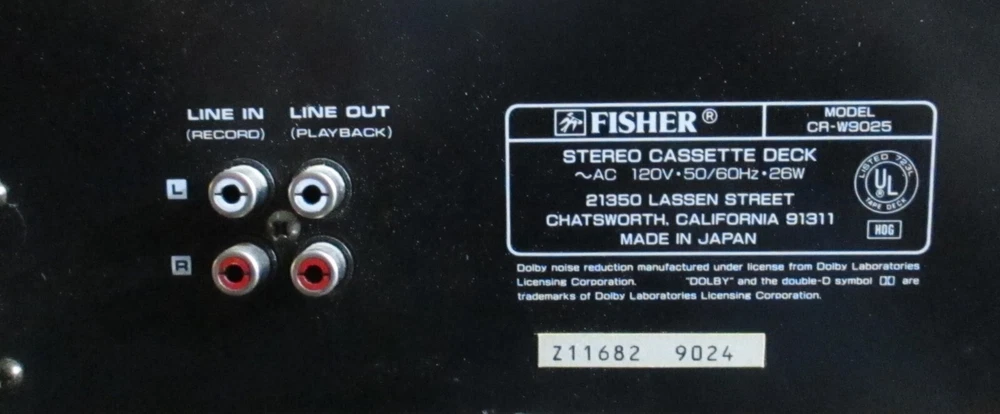 LINE IN LINE OUT
(RECORD) (PLAYBACK)
L
R
FISHER®
MODEL
CR-W9025
STEREO CASSETTE DECK
~AC 120V·50/60Hz·26W
21350 LASSEN STREET
CHATSWORTH, CALIFORNIA 91311
MADE IN JAPAN
LISTED 723L
UL
TAPE DECK
HOG
Dolby noise reduction manufactured under license from Dolby Laboratories
Licensing Corporation. "DOLBY" and the double-D symbol are
trademarks of Dolby Laboratories Licensing Corporation.
Z11682 9024